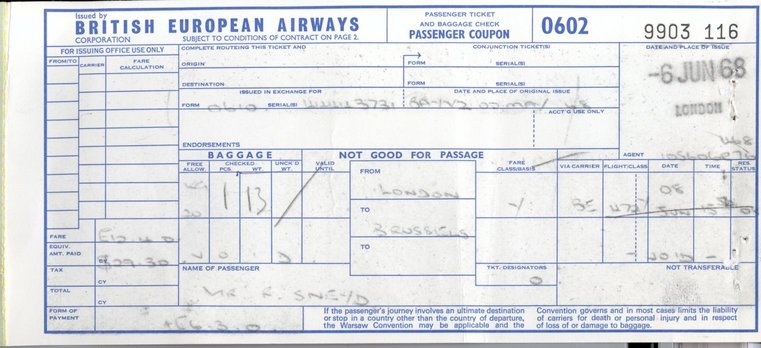 Issued by
BRITISH EUROPEAN AIRWAYS
CORPORATION SUBJECT TO CONDITIONS OF CONTRACT ON PAGE 2.
PASSENGER TICKET
AND BAGGAGE CHECK
PASSENGER COUPON
0602
9903 116
FOR ISSUING OFFICE USE ONLY
COMPLETE ROUTEING THIS TICKET AND
CONJUNCTION TICKET(S)
DATE AND PLACE OF ISSUE
FROM/TO CARRIER FARE CALCULATION
ORIGIN
FORM SERIAL(S)
-6 JUN 68
LONDON
DESTINATION
FORM SERIAL(S)
ISSUED IN EXCHANGE FOR
DATE AND PLACE OF ORIGINAL ISSUE
FORM SERIAL(S) 3731
ACCT'G USE ONLY
ENDORSEMENTS
AGENT
BAGGAGE
NOT GOOD FOR PASSAGE
FREE ALLOW. CHECKED PCS. WT. UNCK'D WT. VALID UNTIL
FROM
LONDON
TO
BRUSSELS
TO
FARE CLASS/BASIS
VIA CARRIER FLIGHT/CLASS DATE TIME RES. STATUS
1 13
Y BE
08
FARE
EQUIV. AMT. PAID
CY
TAX
CY
TOTAL
CY
FORM OF PAYMENT
NAME OF PASSENGER
MR R. SNEYD
TKT. DESIGNATORS
NOT TRANSFERABLE
If the passenger's journey involves an ultimate destination
or stop in a country other than the country of departure,
the Warsaw Convention may be applicable and the
Convention governs and in most cases limits the liability
of carriers for death or personal injury and in respect
of loss of or damage to baggage.